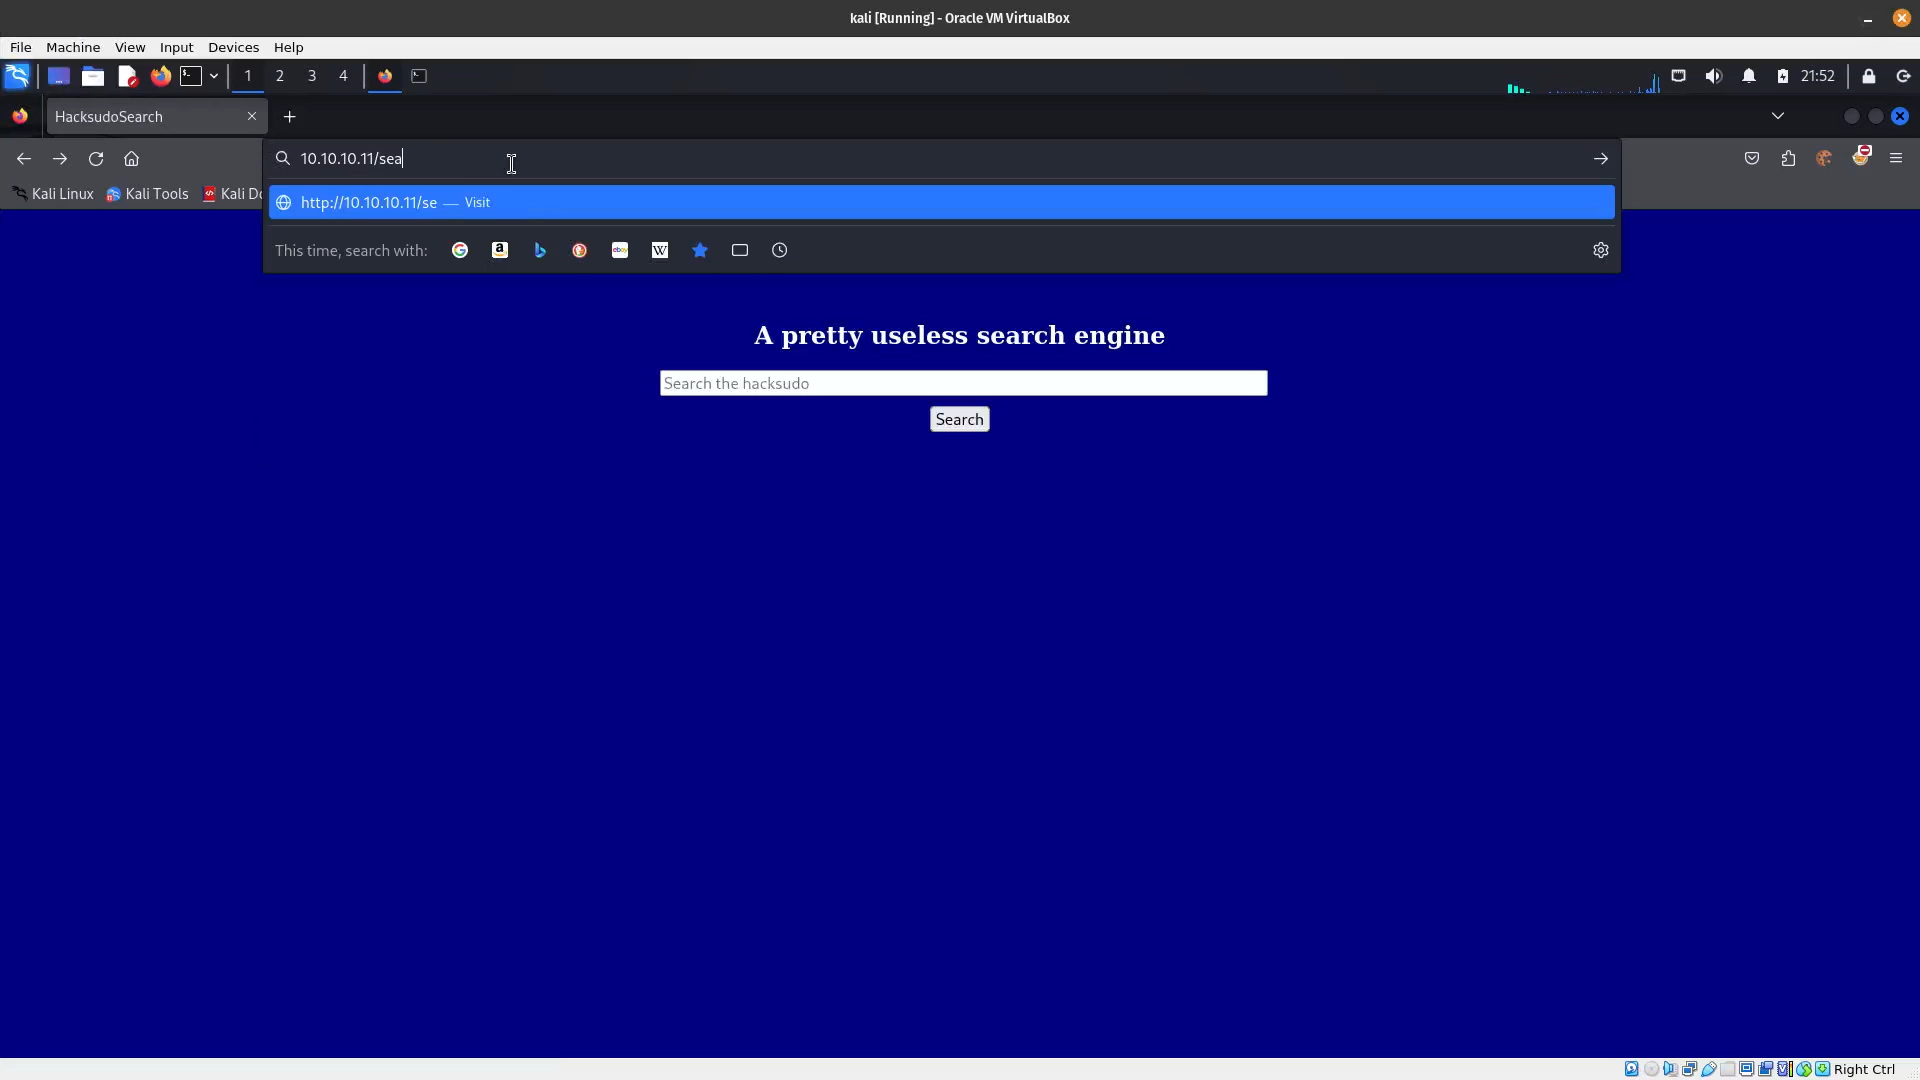 kali [Running] - Oracle VM VirtualBox
File Machine View Input Devices Help
1 2 3 4 21:52
HacksudoSearch
10.10.10.11/sea
Kali Linux Kali Tools Kali Do
http://10.10.10.11/se — Visit
This time, search with:
A pretty useless search engine
Search the hacksudo
Search
Right Ctrl